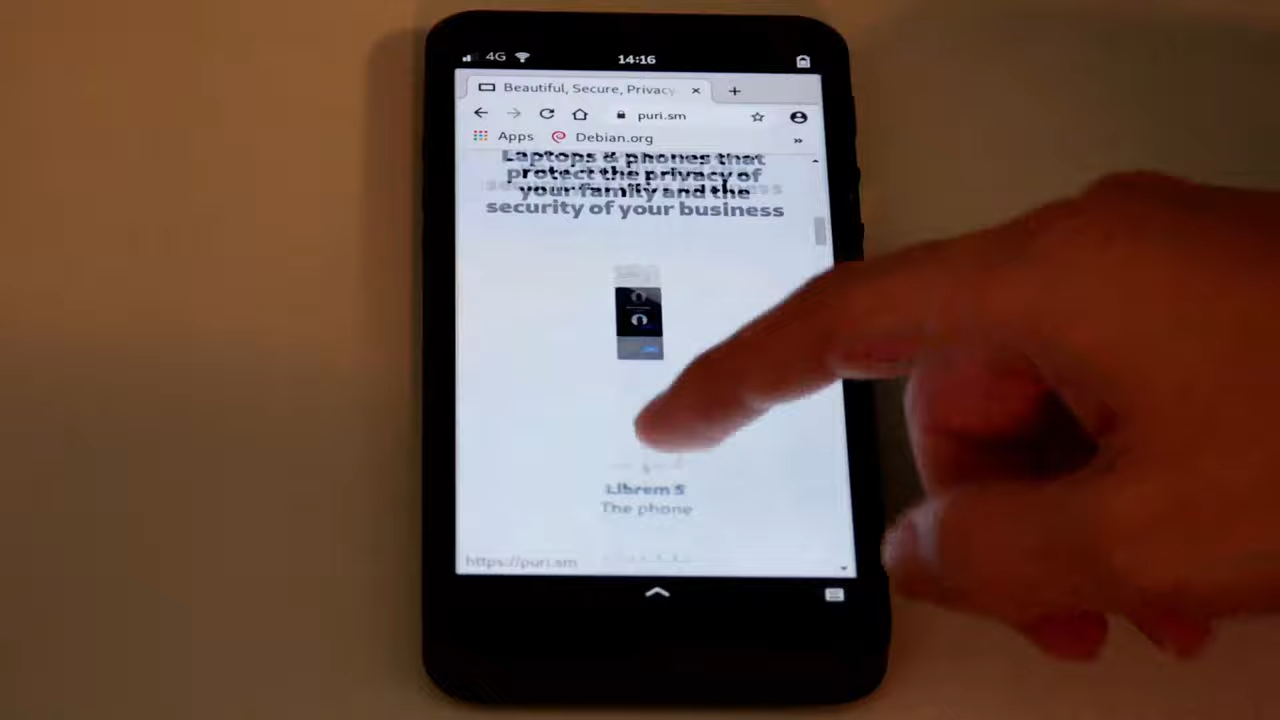 4G 14:16
Beautiful, Secure, Privacy
puri.sm
Apps Debian.org
Laptops & phones that
protect the privacy of
your family and the
security of your business
Librem 5
The phone
https://puri.sm